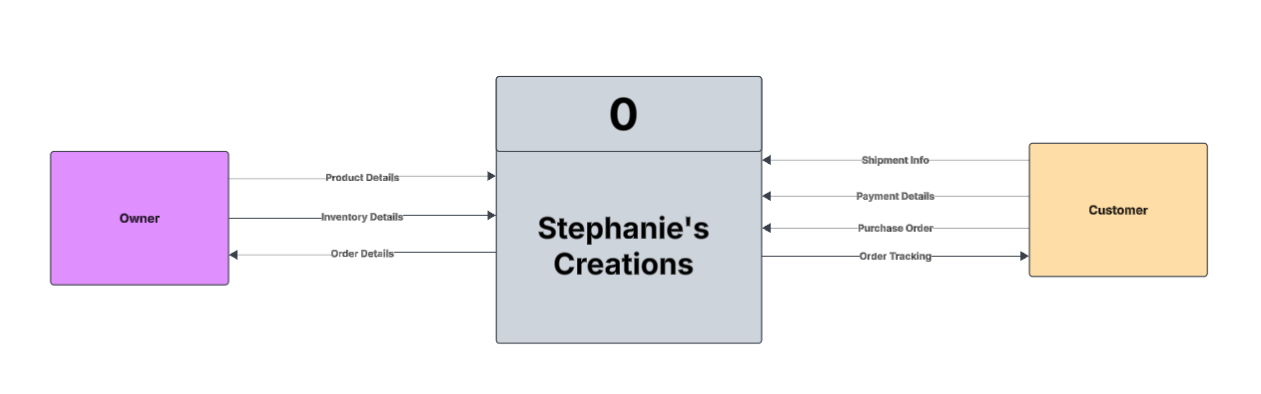 0
Owner
Product Details
Inventory Details
Order Details
Stephanie's
Creations
Shipment Info
Payment Details
Purchase Order
Order Tracking
Customer